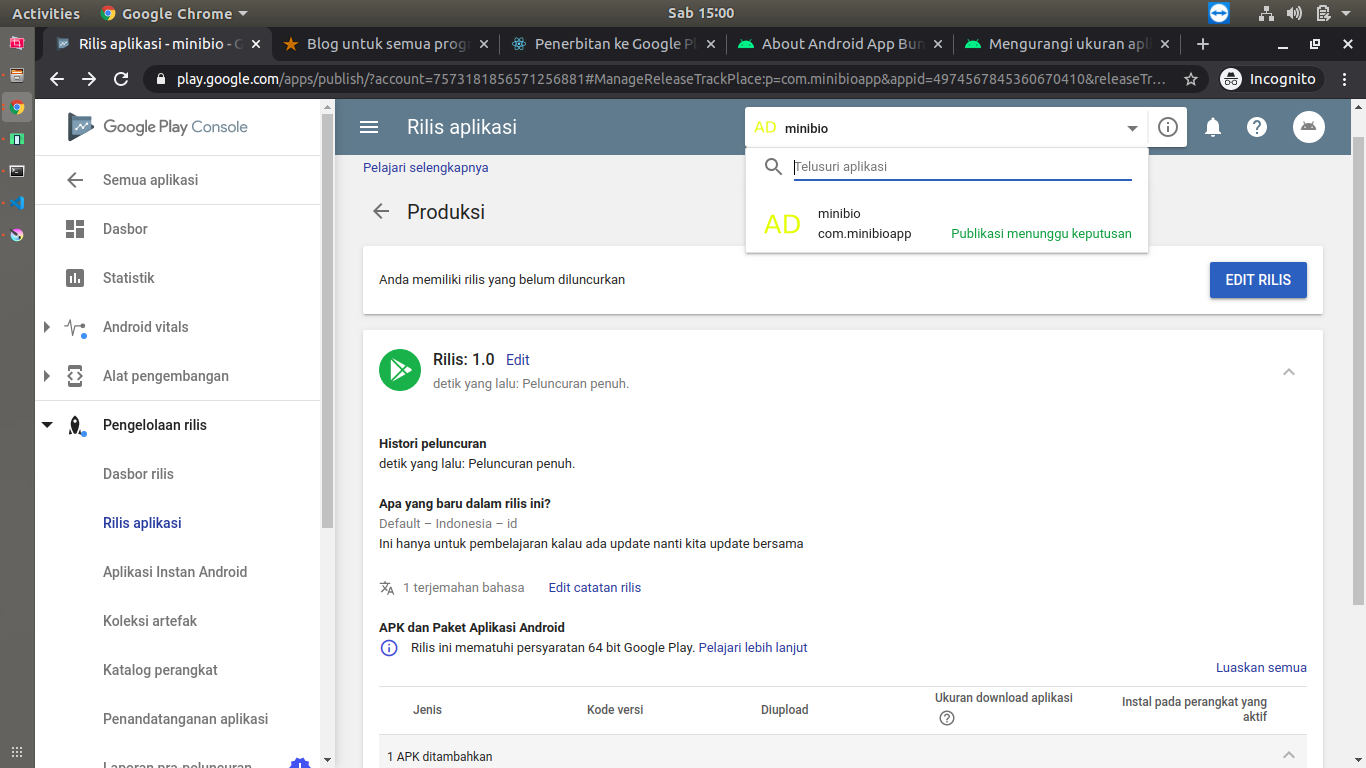 Activities
Google Chrome
Sab 15:00
Rilis aplikasi - minibio -
Blog untuk semua prog
Penerbitan ke Google Pl
About Android App Bun
Mengurangi ukuran apl
play.google.com/apps/publish/?account=7573181856571256881#ManageReleaseTrackPlace:p=com.minibioapp&appid=4974567845360670410&releaseTr...
Incognito
Google Play Console
Semua aplikasi
Dasbor
Statistik
Android vitals
Alat pengembangan
Pengelolaan rilis
Dasbor rilis
Rilis aplikasi
Aplikasi Instan Android
Koleksi artefak
Katalog perangkat
Penandatanganan aplikasi
Laporan pra-peluncuran
Rilis aplikasi
AD minibio
Telusuri aplikasi
AD
minibio
com.minibioapp
Publikasi menunggu keputusan
Pelajari selengkapnya
Produksi
Anda memiliki rilis yang belum diluncurkan
EDIT RILIS
Rilis: 1.0 Edit
detik yang lalu: Peluncuran penuh.
Histori peluncuran
detik yang lalu: Peluncuran penuh.
Apa yang baru dalam rilis ini?
Default – Indonesia – id
Ini hanya untuk pembelajaran kalau ada update nanti kita update bersama
1 terjemahan bahasa
Edit catatan rilis
APK dan Paket Aplikasi Android
Rilis ini mematuhi persyaratan 64 bit Google Play. Pelajari lebih lanjut
Luaskan semua
Jenis
Kode versi
Diupload
Ukuran download aplikasi
Instal pada perangkat yang
aktif
1 APK ditambahkan